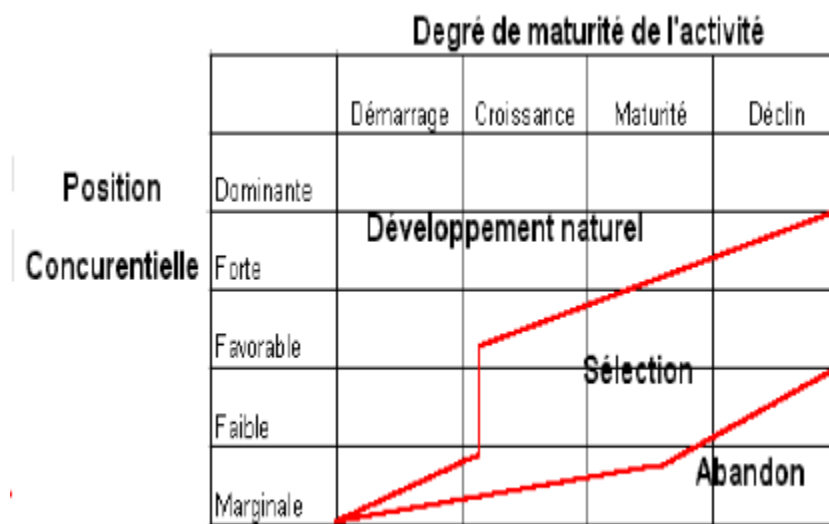 Degré de maturité de l'activité
Démarrage Croissance Maturité Déclin
Position
Dominante
Développement naturel
Concurentielle
Forte
Favorable
Sélection
Faible
Abandon
Marginale